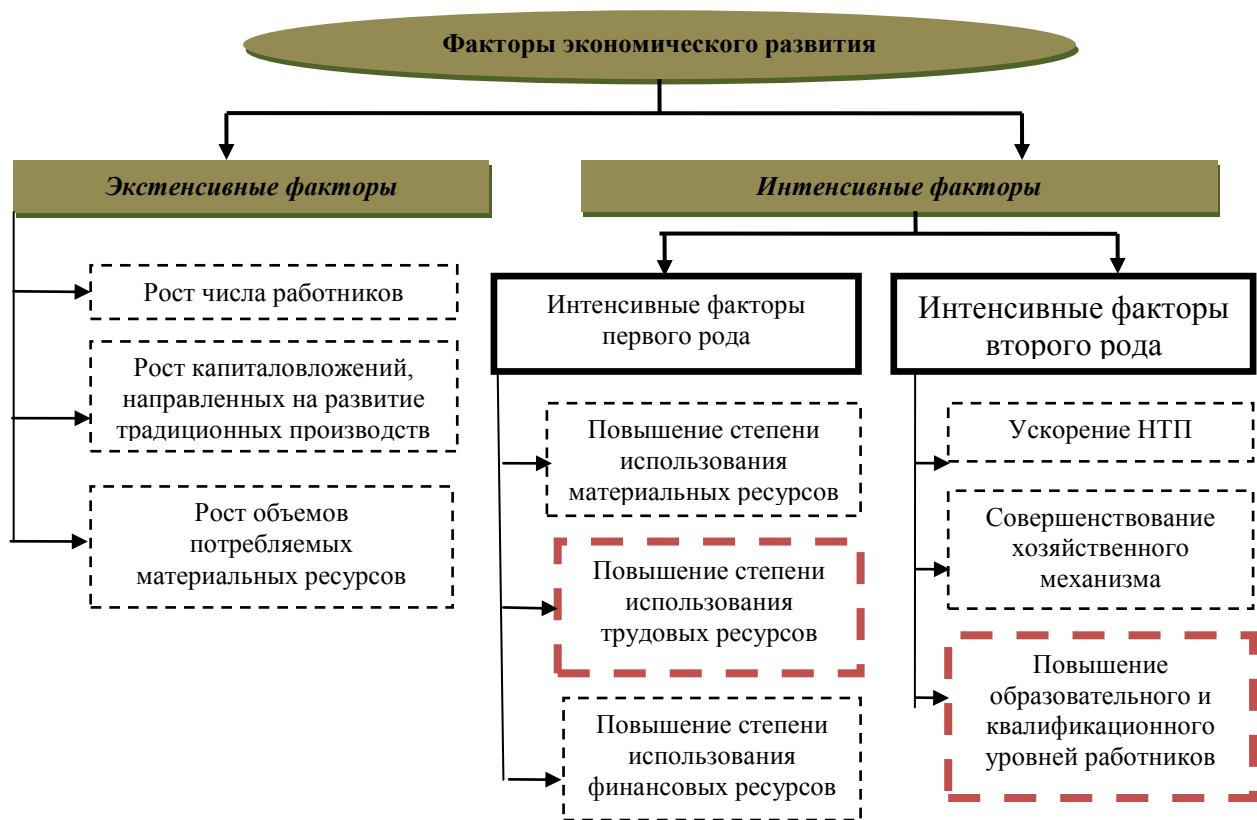 Факторы экономического развития
Экстенсивные факторы
Рост числа работников
Рост капиталовложений,
направленных на развитие
традиционных производств
Рост объемов
потребляемых
материальных ресурсов
Интенсивные факторы
Интенсивные факторы
первого рода
Повышение степени
использования
материальных ресурсов
Повышение степени
использования
трудовых ресурсов
Повышение степени
использования
финансовых ресурсов
Интенсивные факторы
второго рода
Ускорение НТП
Совершенствование
хозяйственного
механизма
Повышение
образовательного и
квалификационного
уровней работников